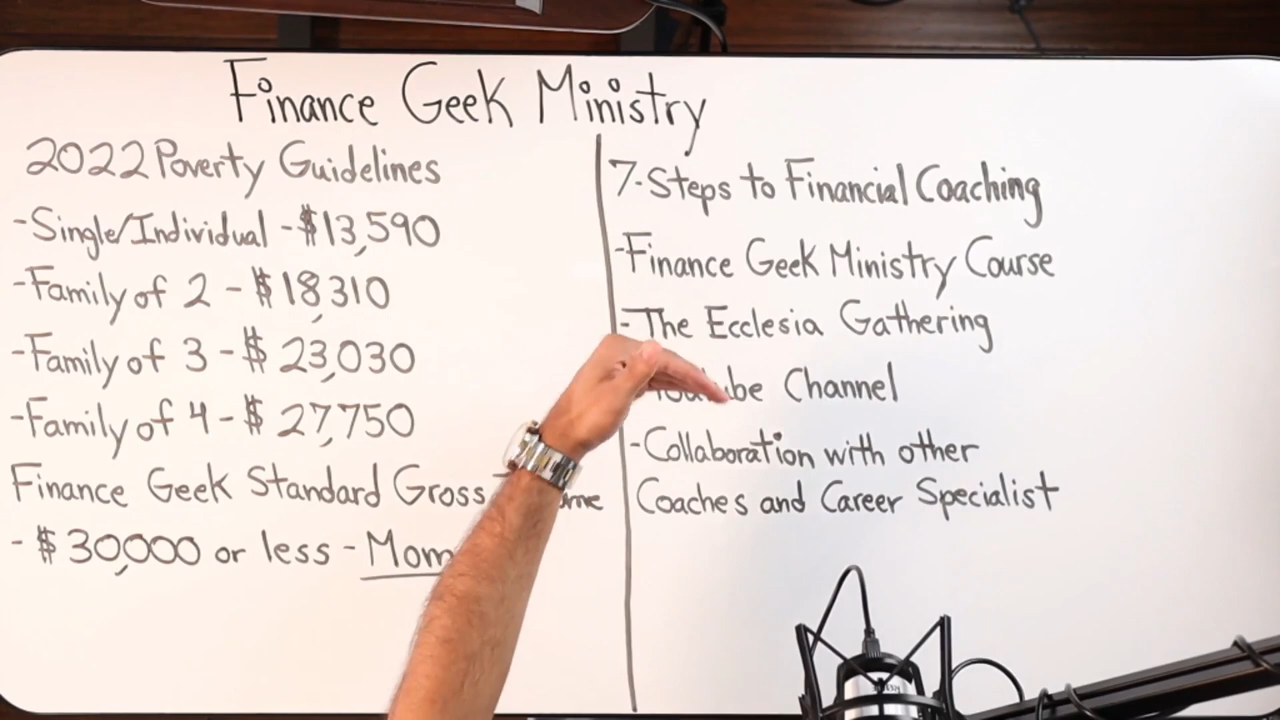 Finance Geek Ministry
2022 Poverty Guidelines
-Single/Individual -$13,590
-Family of 2 - $18,310
-Family of 3 - $ 23,030
-Family of 4 - $ 27,750
Finance Geek Standard Gross
- $30,000 or less - Mom
7-Steps to Financial Coaching
-Finance Geek Ministry Course
-The Ecclesia Gathering
Channel
-Collaboration with other
Coaches and Career Specialist